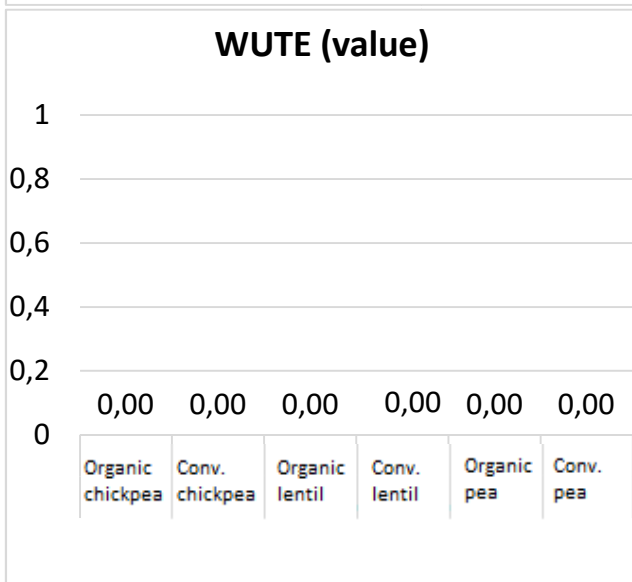 WUTE (value)
1
0,8
0,6
0,4
0,2
0
0,00 0,00 0,00 0,00 0,00 0,00
Organic chickpea
Conv. chickpea
Organic lentil
Conv. lentil
Organic pea
Conv. pea